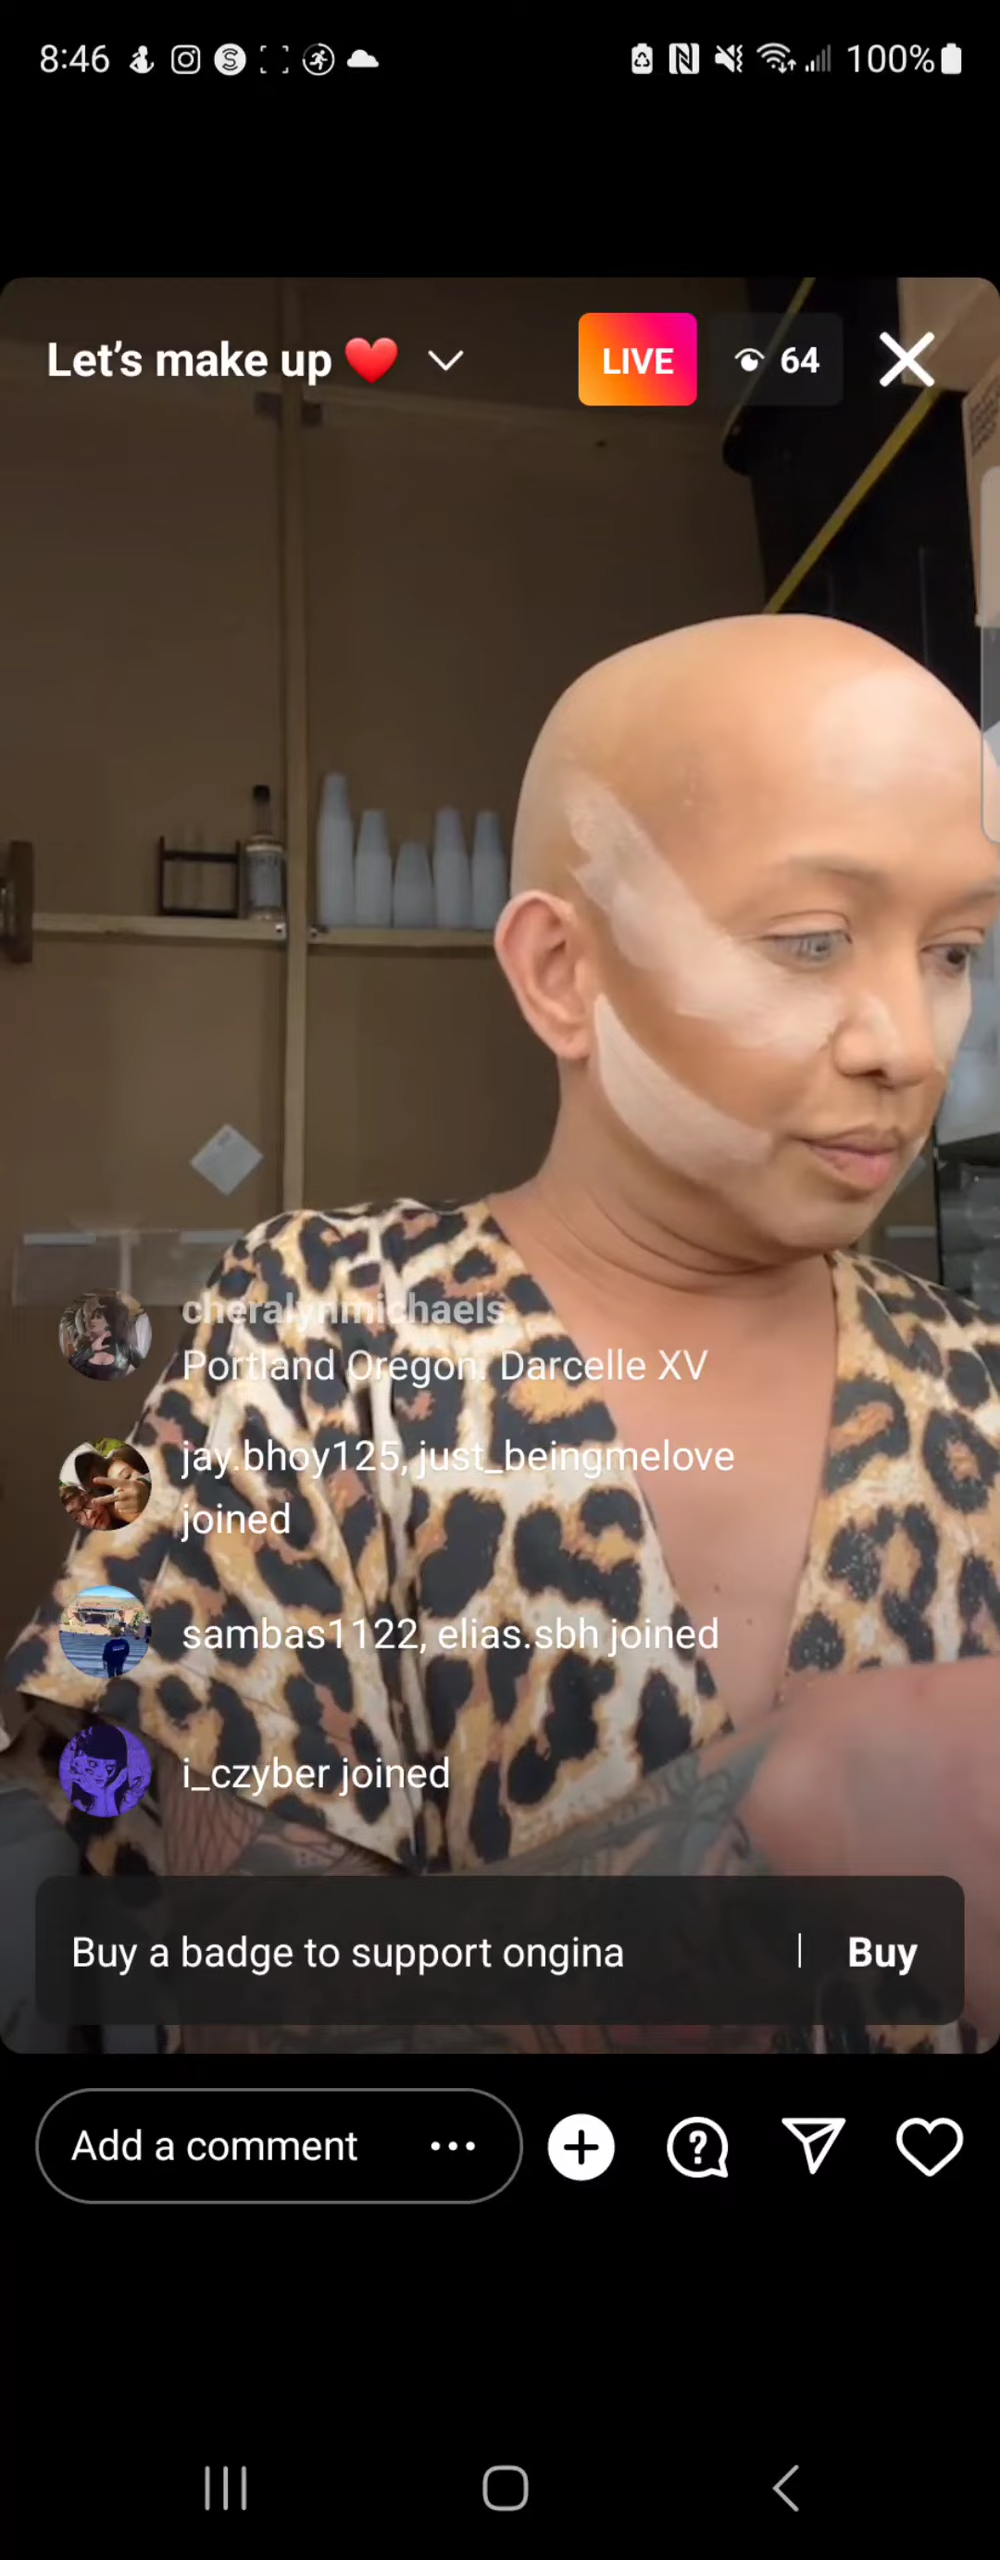 8:46
100%
Let's make up ❤️
LIVE
64
cheralynmichaels
Portland Oregon. Darcelle XV
jay.bhoy125, just_beingmelove
joined
sambas1122, elias.sbh joined
i_czyber joined
Buy a badge to support ongina | Buy
Add a comment